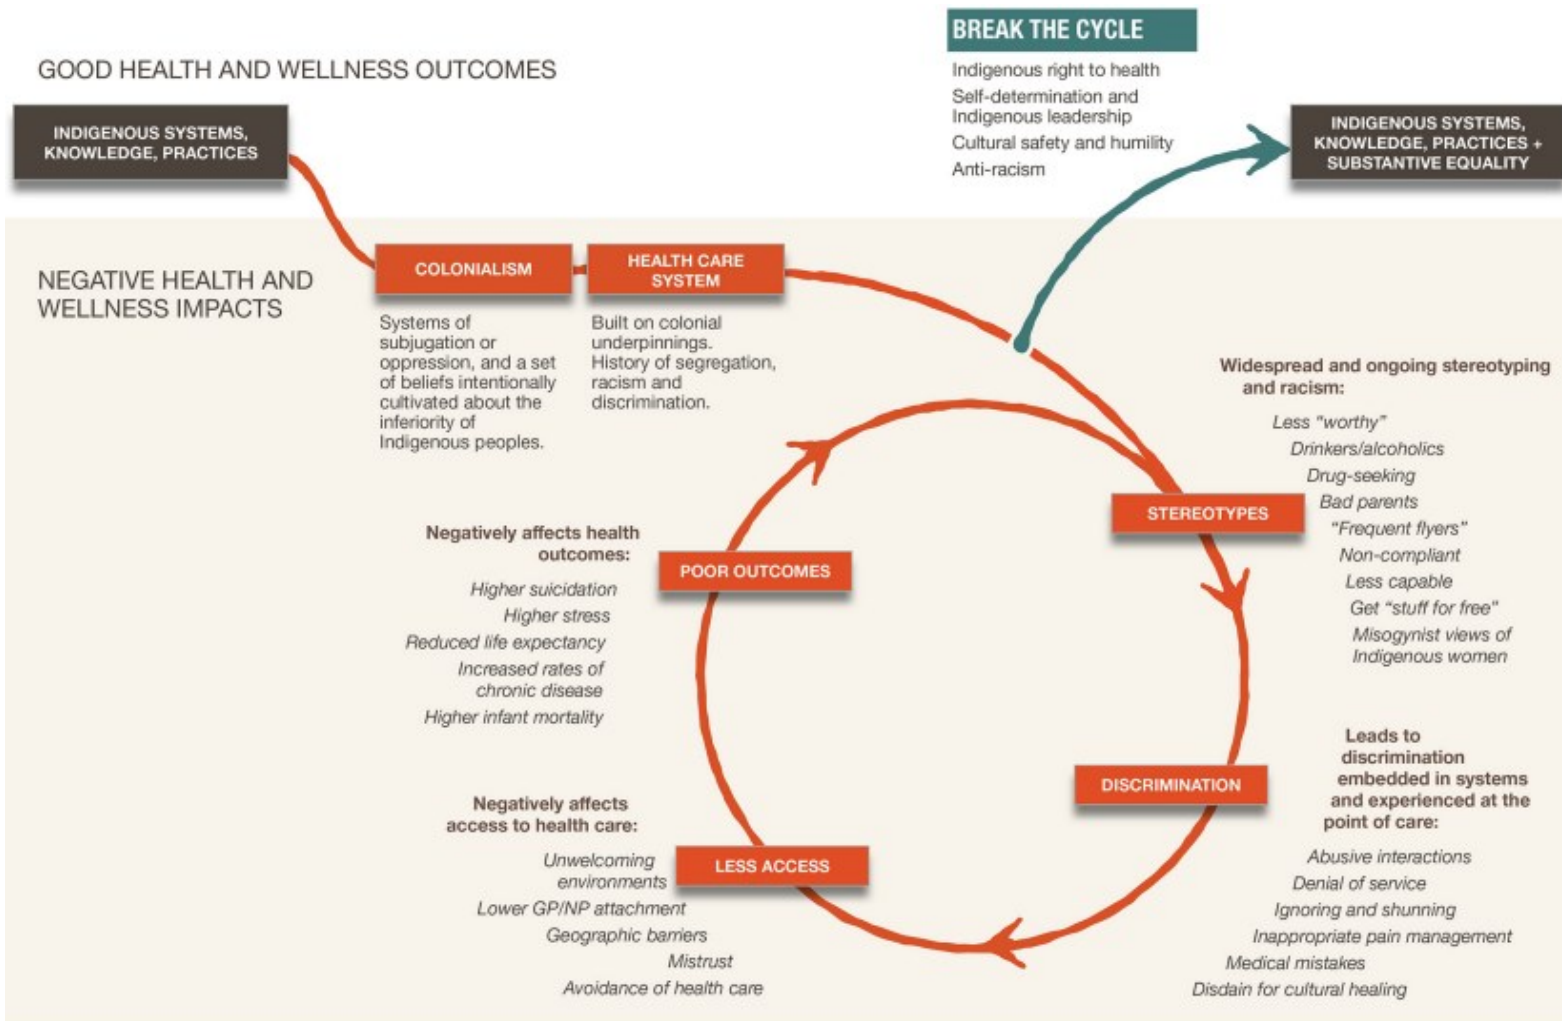 GOOD HEALTH AND WELLNESS OUTCOMES
INDIGENOUS SYSTEMS,
KNOWLEDGE, PRACTICES
BREAK THE CYCLE
Indigenous right to health
Self-determination and
Indigenous leadership
Cultural safety and humility
Anti-racism
INDIGENOUS SYSTEMS,
KNOWLEDGE, PRACTICES +
SUBSTANTIVE EQUALITY
NEGATIVE HEALTH AND
WELLNESS IMPACTS
COLONIALISM
Systems of
subjugation or
oppression, and a set
of beliefs intentionally
cultivated about the
inferiority of
Indigenous peoples.
HEALTH CARE
SYSTEM
Built on colonial
underpinnings.
History of segregation,
racism and
discrimination.
Widespread and ongoing stereotyping
and racism:
Less “worthy”
Drinkers/alcoholics
Drug-seeking
Bad parents
“Frequent flyers”
Non-compliant
Less capable
Get “stuff for free”
Misogynist views of
Indigenous women
STEREOTYPES
Leads to
discrimination
embedded in systems
and experienced at the
point of care:
Abusive interactions
Denial of service
Ignoring and shunning
Inappropriate pain management
Medical mistakes
Disdain for cultural healing
DISCRIMINATION
Negatively affects
access to health care:
Unwelcoming
environments
Lower GP/NP attachment
Geographic barriers
Mistrust
Avoidance of health care
LESS ACCESS
Negatively affects health
outcomes:
Higher suicidation
Higher stress
Reduced life expectancy
Increased rates of
chronic disease
Higher infant mortality
POOR OUTCOMES